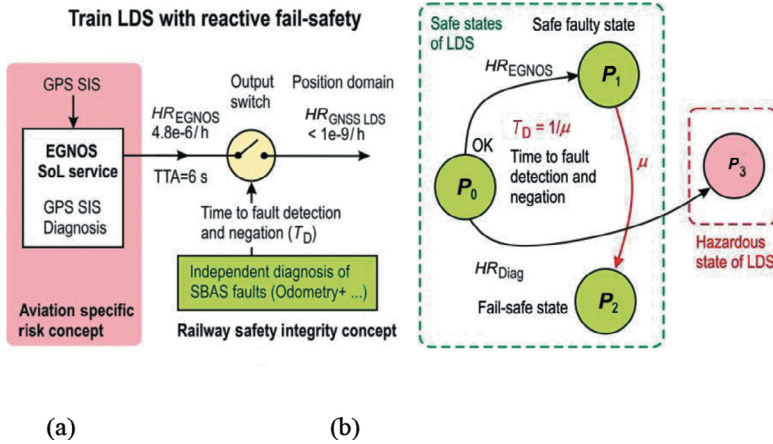 Train LDS with reactive fail-safety
GPS SIS
EGNOS
SoL service
GPS SIS
Diagnosis
Aviation specific
risk concept
HR_EGNOS
4.8e-6/h
TTA=6 s
Output
switch
Position domain
HR_GNSS LDS
< 1e-9/h
Time to fault detection
and negation (T_D)
Independent diagnosis of
SBAS faults (Odometry+ ...)
Railway safety integrity concept
(a)
Safe states
of LDS
Safe faulty state
HR_EGNOS
P_1
T_D = 1/μ
OK
Time to fault
detection and
negation
μ
P_0
P_3
Hazardous
state of LDS
HR_Diag
Fail-safe state
P_2
(b)